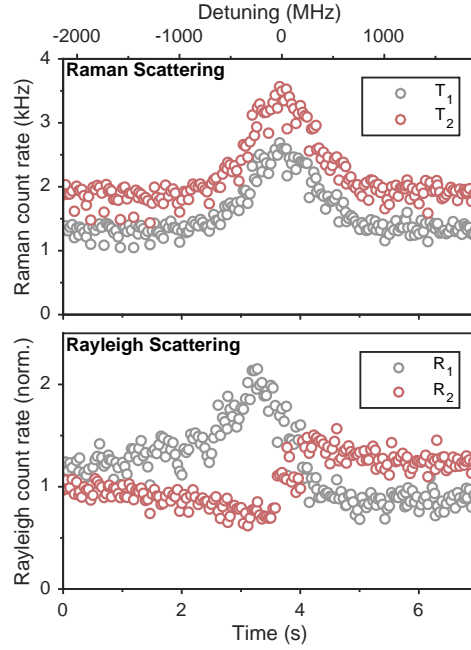 Detuning (MHz)
-2000 -1000 0 1000
Raman Scattering
T1
T2
Raman count rate (kHz)
4
3
2
1
0
Rayleigh Scattering
R1
R2
Rayleigh count rate (norm.)
2
1
0
0 2 4 6
Time (s)